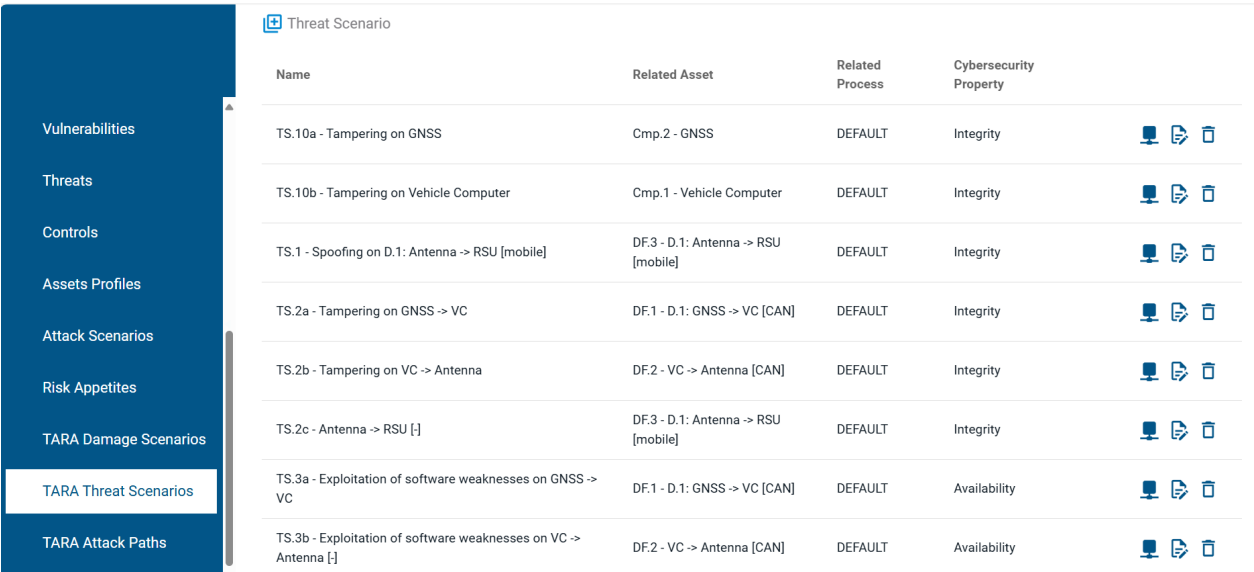 Threat Scenario
Name
Related Asset
Related
Process
Cybersecurity
Property
Vulnerabilities
Threats
Controls
Assets Profiles
Attack Scenarios
Risk Appetites
TARA Damage Scenarios
TARA Threat Scenarios
TARA Attack Paths
TS.10a - Tampering on GNSS
Cmp.2 - GNSS
DEFAULT
Integrity
TS.10b - Tampering on Vehicle Computer
Cmp.1 - Vehicle Computer
DEFAULT
Integrity
TS.1 - Spoofing on D.1: Antenna -> RSU [mobile]
DF.3 - D.1: Antenna -> RSU
[mobile]
DEFAULT
Integrity
TS.2a - Tampering on GNSS -> VC
DF.1 - D.1: GNSS -> VC [CAN]
DEFAULT
Integrity
TS.2b - Tampering on VC -> Antenna
DF.2 - VC -> Antenna [CAN]
DEFAULT
Integrity
TS.2c - Antenna -> RSU [-]
DF.3 - D.1: Antenna -> RSU
[mobile]
DEFAULT
Integrity
TS.3a - Exploitation of software weaknesses on GNSS ->
VC
DF.1 - D.1: GNSS -> VC [CAN]
DEFAULT
Availability
TS.3b - Exploitation of software weaknesses on VC ->
Antenna [-]
DF.2 - VC -> Antenna [CAN]
DEFAULT
Availability